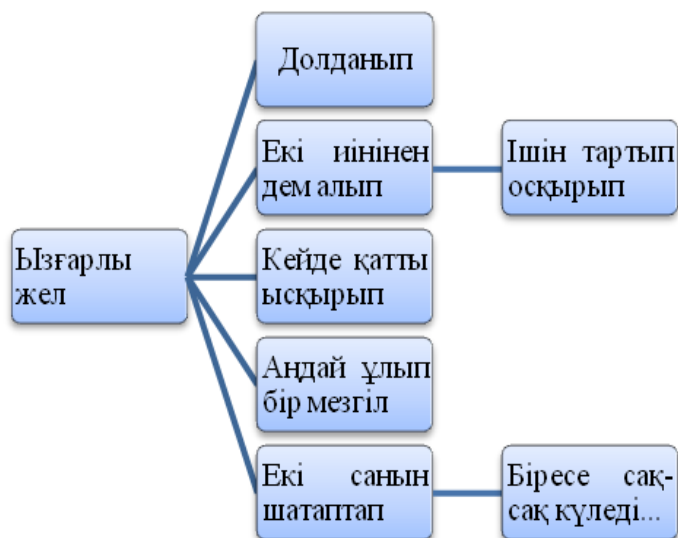 Долданып
Екі иінінен
дем алып
Ішін тартып
осқырып
Ызғарлы
жел
Кейде қатты
ысқырып
Аңдай ұлып
бір мезгіл
Екі санын
шатаптап
Біресе сақ-
сақ күледі...